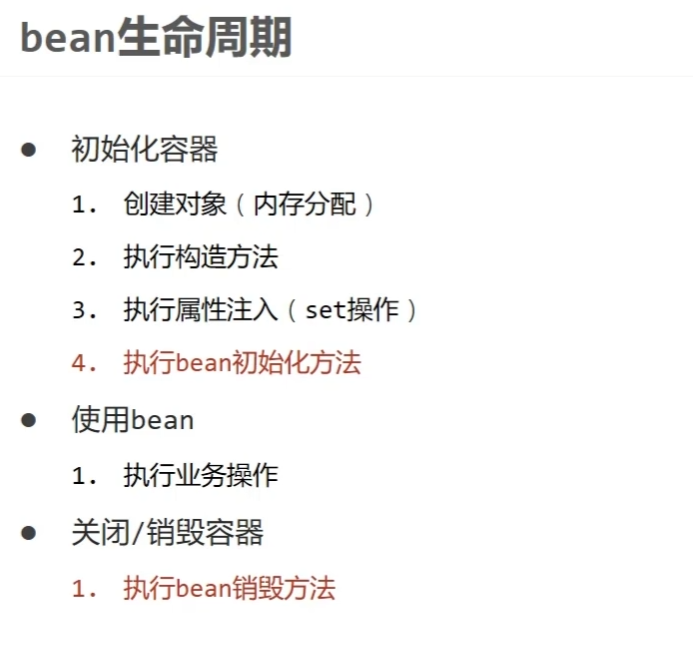 bean生命周期
● 初始化容器
1. 创建对象（内存分配）
2. 执行构造方法
3. 执行属性注入（set操作）
4. 执行bean初始化方法
● 使用bean
1. 执行业务操作
● 关闭/销毁容器
1. 执行bean销毁方法